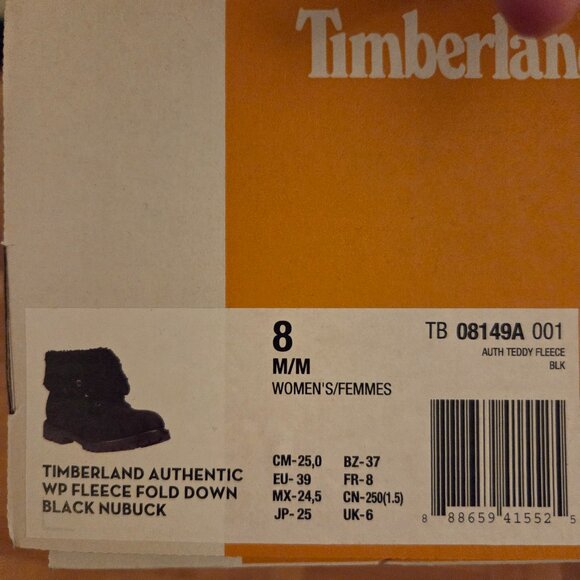 Timberlan
8
M/M
WOMEN'S/FEMMES
TB 08149A 001
AUTH TEDDY FLEECE
BLK
TIMBERLAND AUTHENTIC
WP FLEECE FOLD DOWN
BLACK NUBUCK
CM-25,0 BZ-37
EU-39 FR-8
MX-24,5 CN-250(1.5)
JP-25 UK-6
8 88659 41552 5